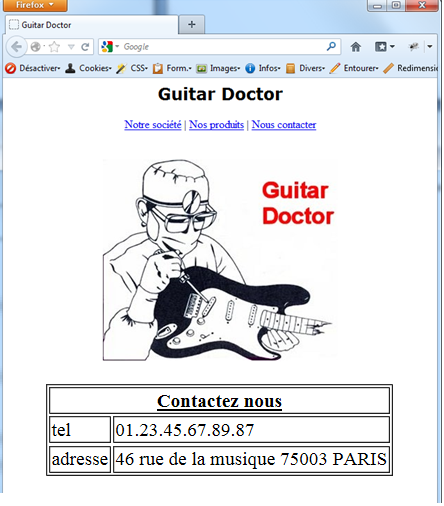 Firefox
Guitar Doctor
Google
Désactiver Cookies CSS Form. Images Infos Divers Entourer Redimensio
Guitar Doctor
Notre société | Nos produits | Nous contacter
Guitar
Doctor
Contactez nous
tel 01.23.45.67.89.87
adresse 46 rue de la musique 75003 PARIS